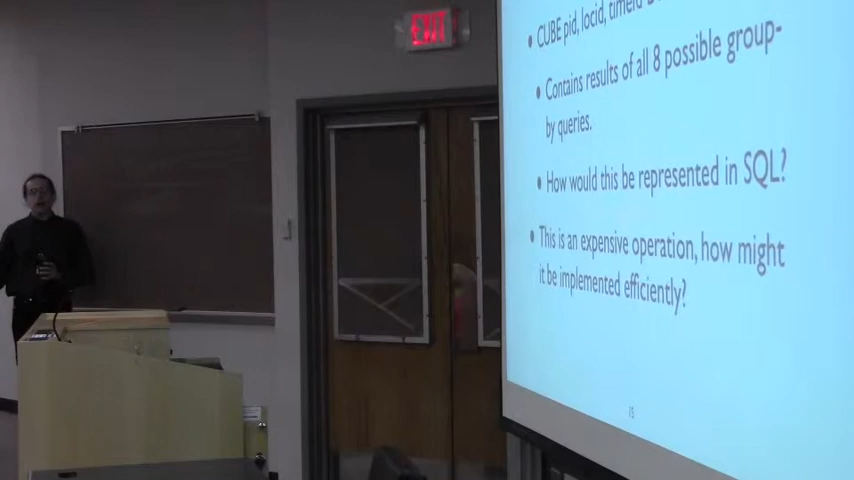 EXIT
• CUBE pid, locid, timeid
• Contains results of all 8 possible group-
by queries.
• How would this be represented in SQL?
• This is an expensive operation, how might
it be implemented efficiently?
15